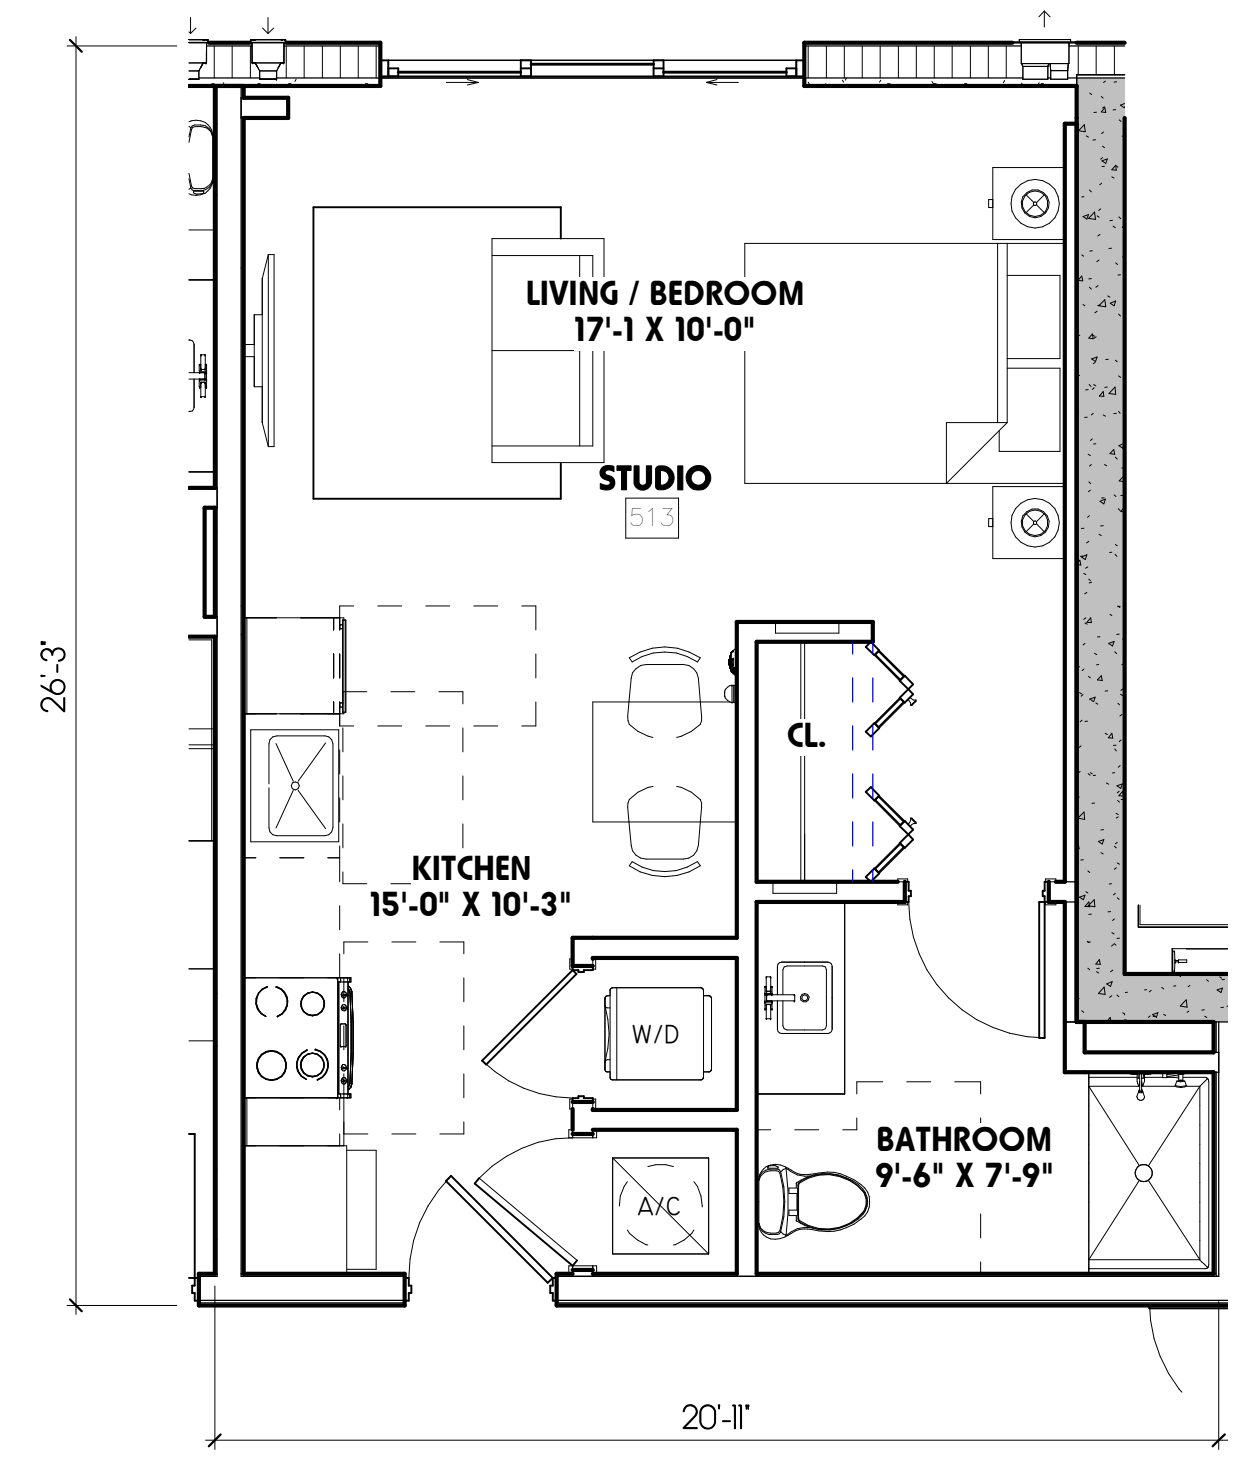 LIVING / BEDROOM
17'-1 X 10'-0"
STUDIO
513
26'-3"
CL.
KITCHEN
15'-0" X 10'-3"
W/D
BATHROOM
9'-6" X 7'-9"
A/C
20'-11"